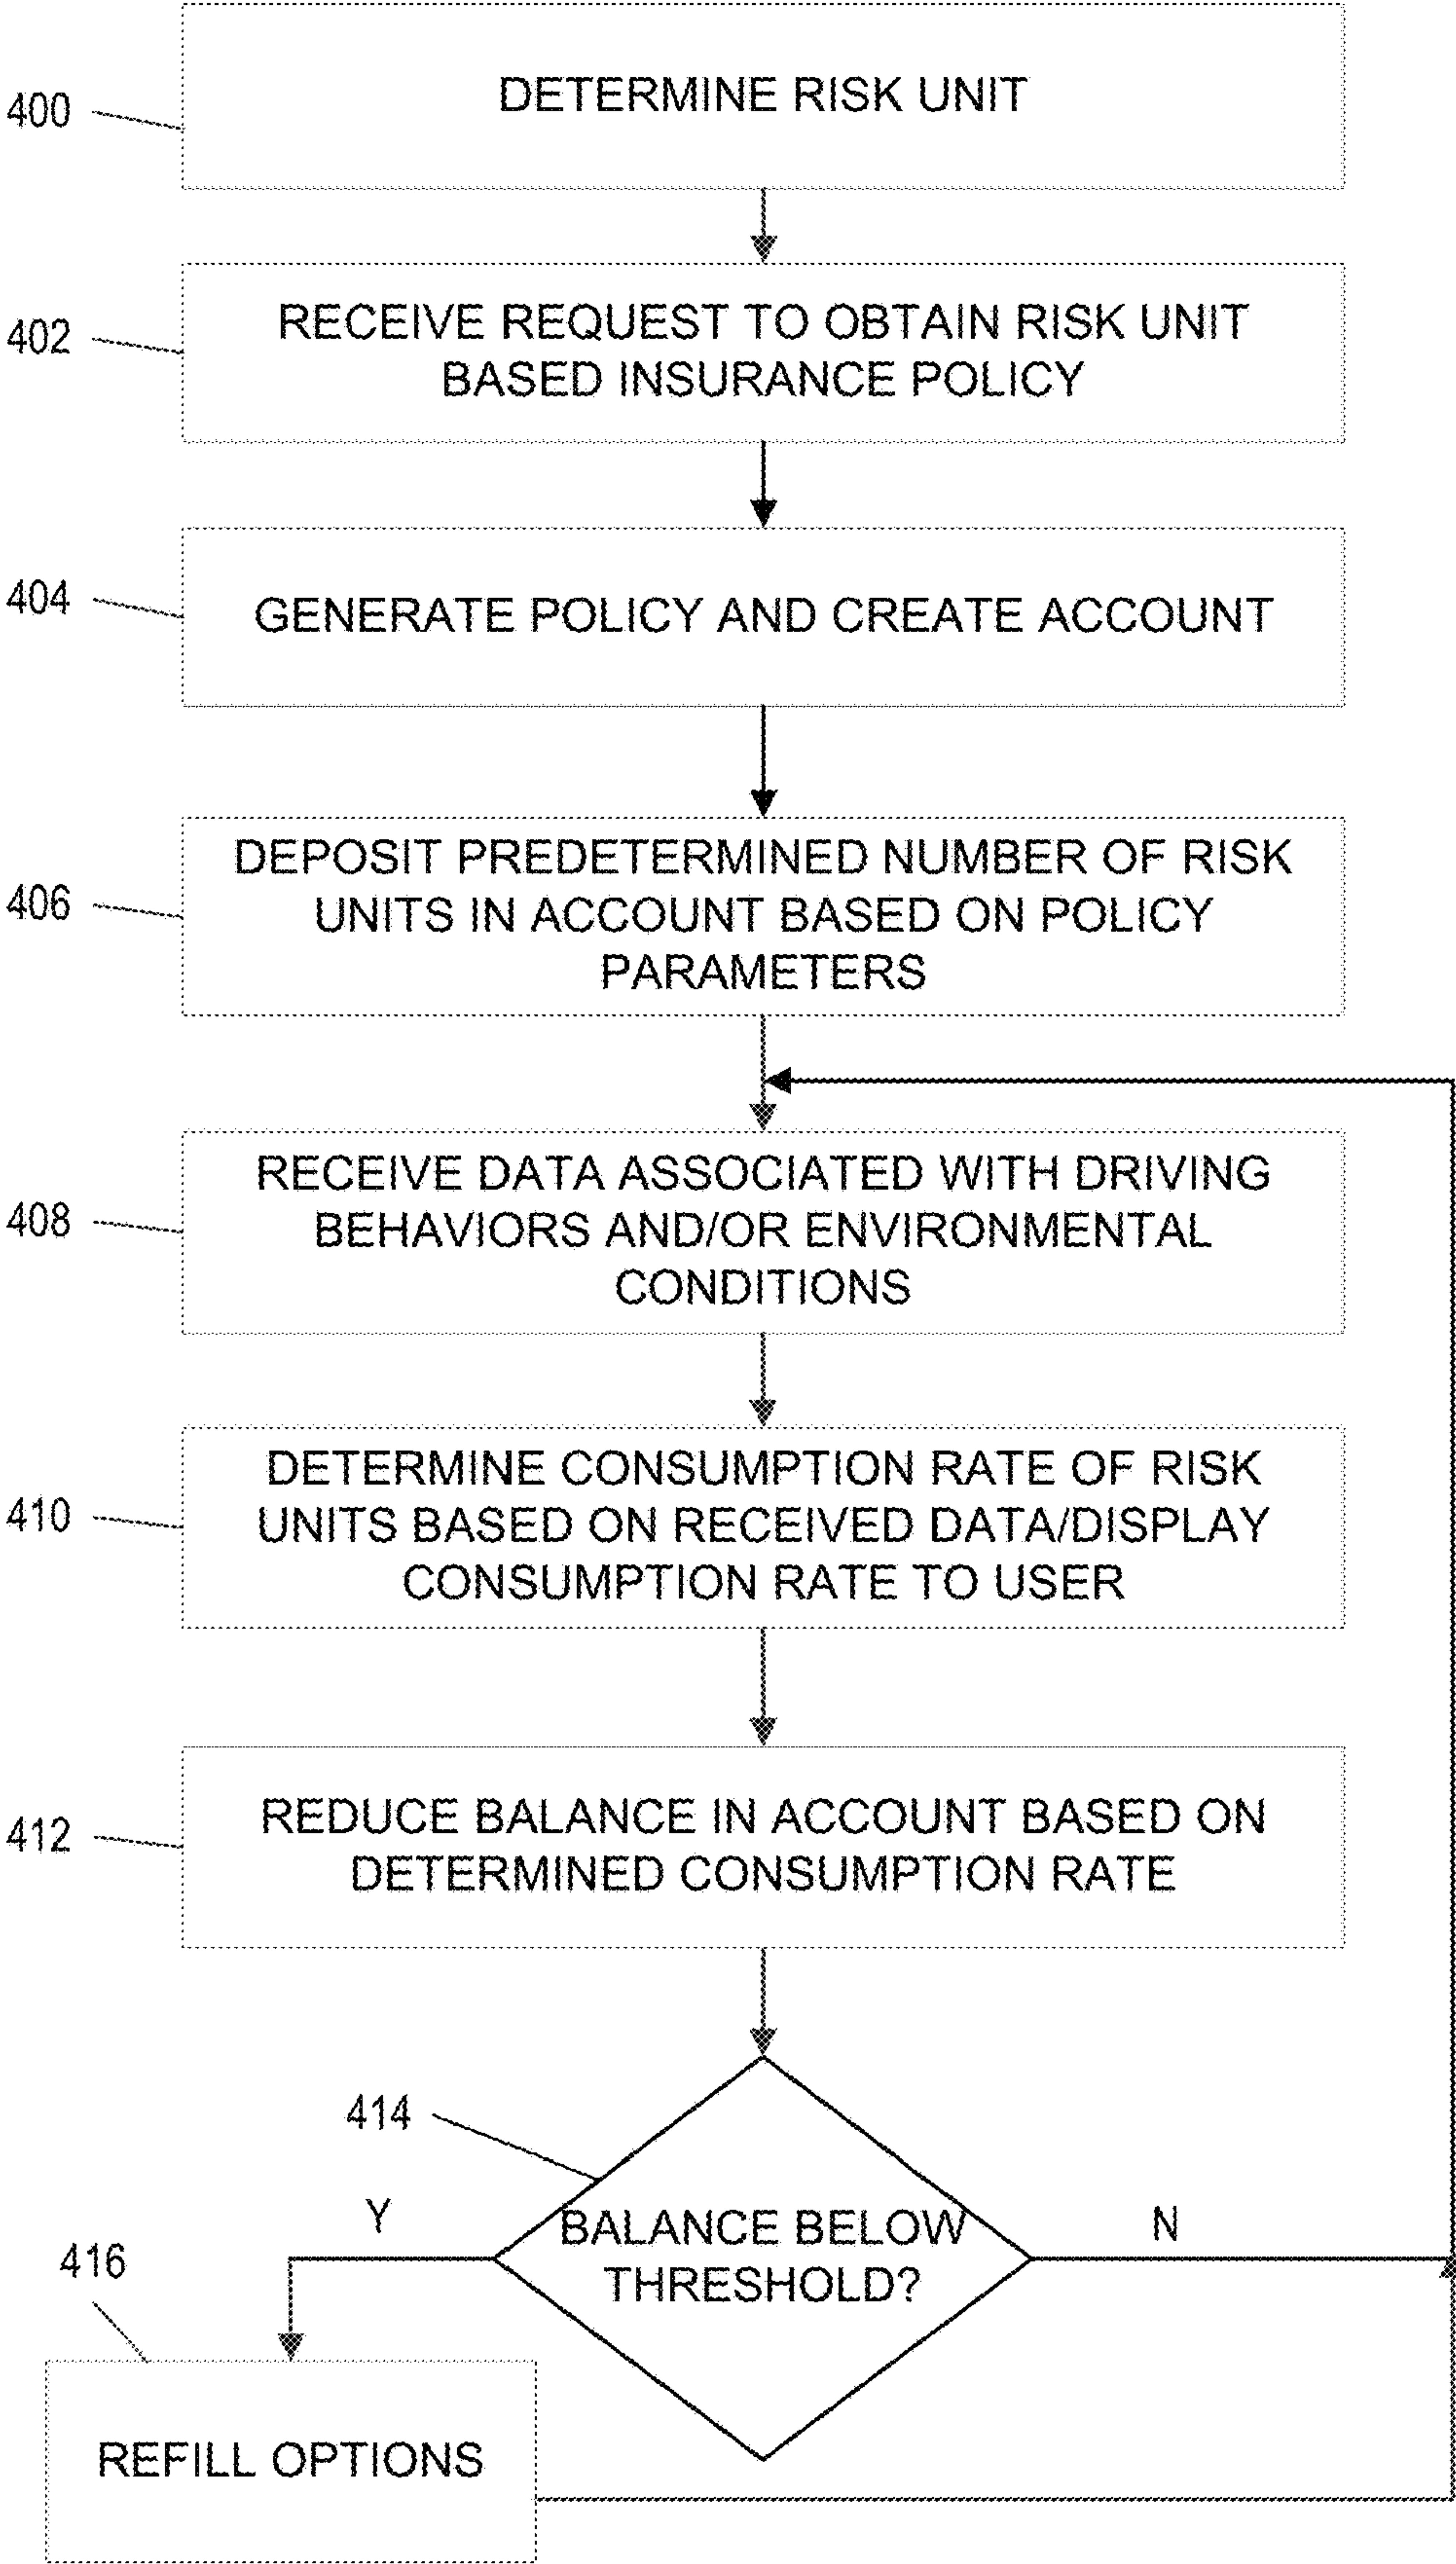 400
DETERMINE RISK UNIT
402
RECEIVE REQUEST TO OBTAIN RISK UNIT
BASED INSURANCE POLICY
404
GENERATE POLICY AND CREATE ACCOUNT
406
DEPOSIT PREDETERMINED NUMBER OF RISK
UNITS IN ACCOUNT BASED ON POLICY
PARAMETERS
408
RECEIVE DATA ASSOCIATED WITH DRIVING
BEHAVIORS AND/OR ENVIRONMENTAL
CONDITIONS
410
DETERMINE CONSUMPTION RATE OF RISK
UNITS BASED ON RECEIVED DATA/DISPLAY
CONSUMPTION RATE TO USER
412
REDUCE BALANCE IN ACCOUNT BASED ON
DETERMINED CONSUMPTION RATE
414
BALANCE BELOW
THRESHOLD?
Y
N
416
REFILL OPTIONS